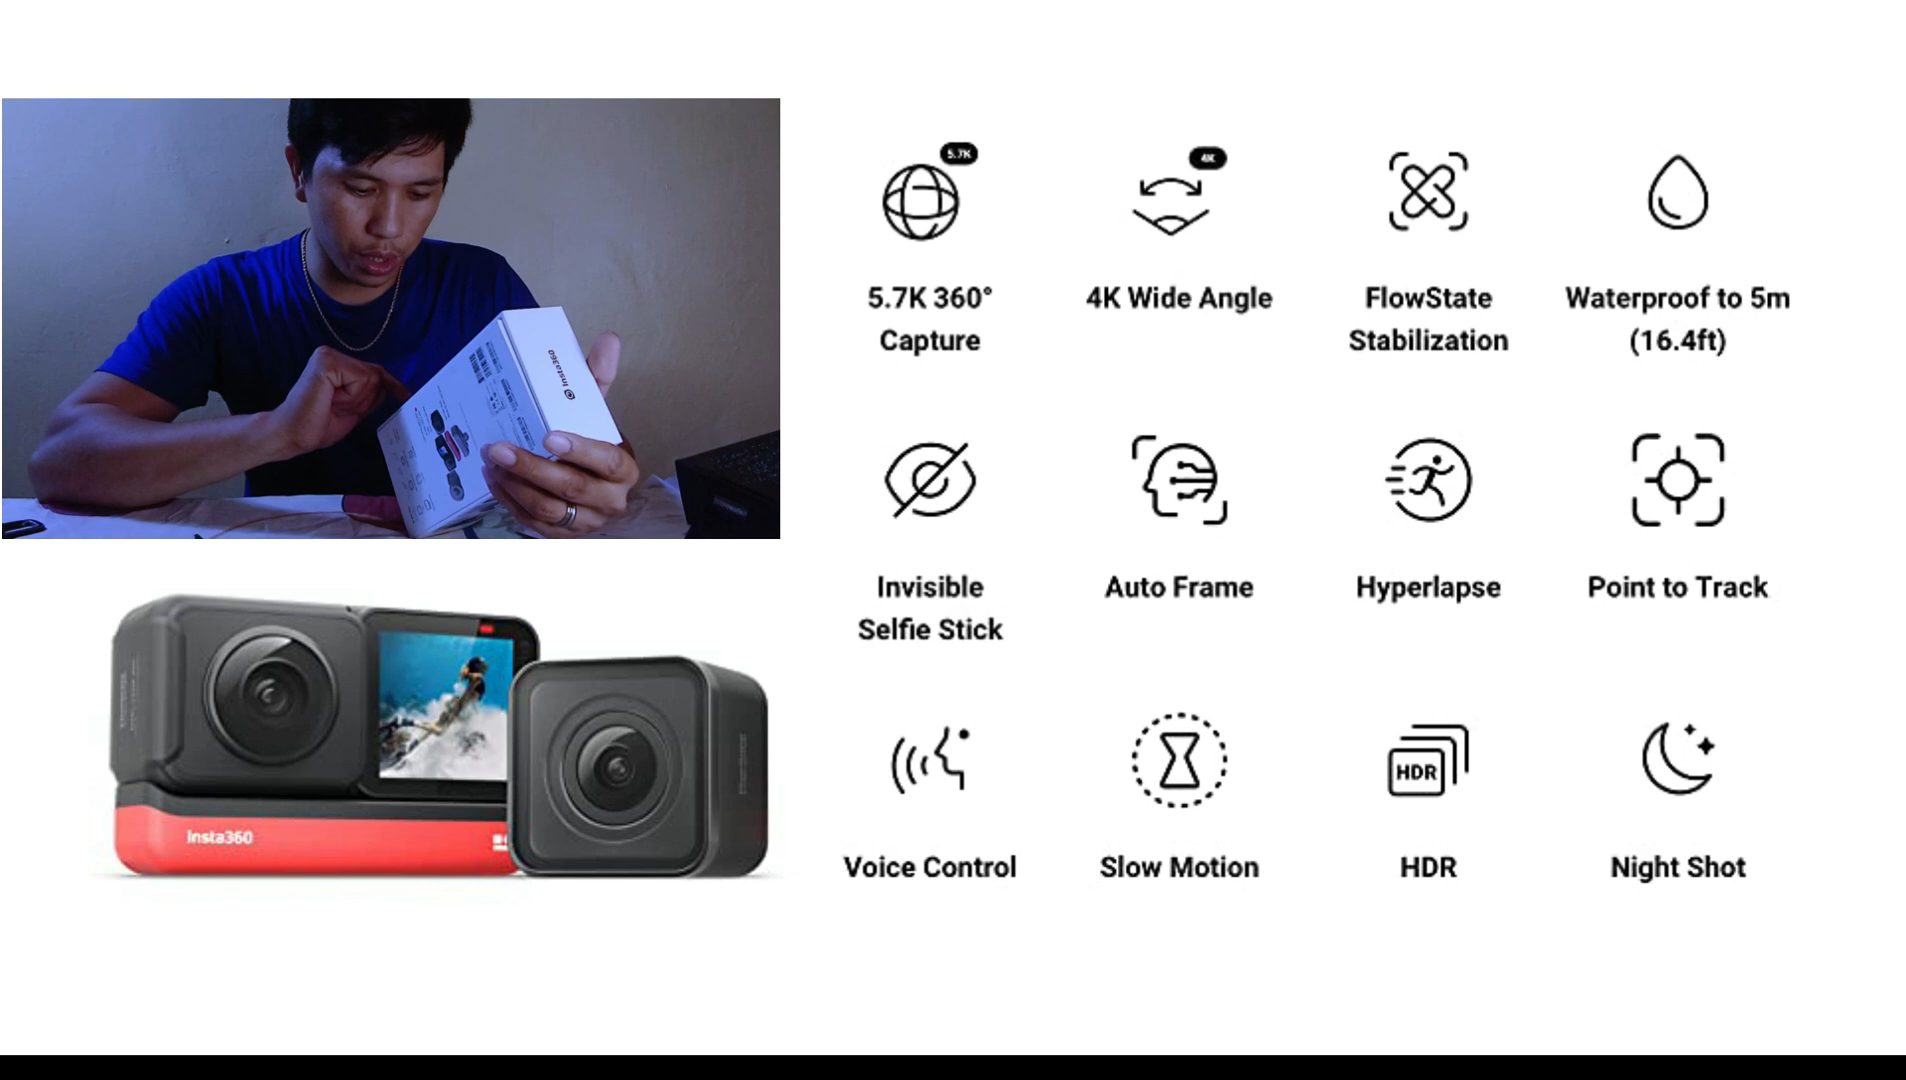 Insta360
5.7K
5.7K 360°
Capture
4K
4K Wide Angle
FlowState
Stabilization
Waterproof to 5m
(16.4ft)
Invisible
Selfie Stick
Auto Frame
Hyperlapse
Point to Track
Voice Control
Slow Motion
HDR
HDR
Night Shot
Insta360